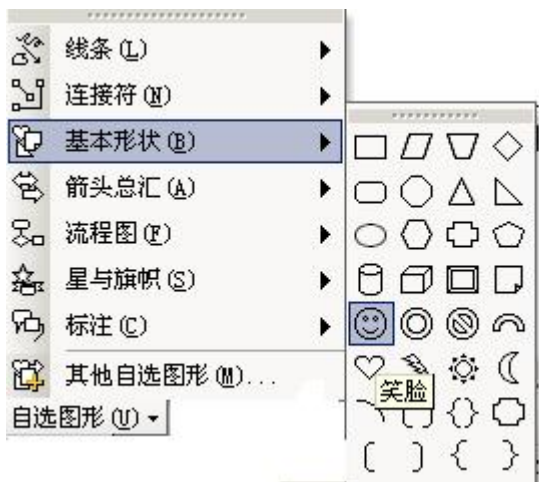 线条(L)
连接符(N)
基本形状(B)
箭头总汇(A)
流程图(F)
星与旗帜(S)
标注(C)
其他自选图形(M)...
自选图形(U)
笑脸